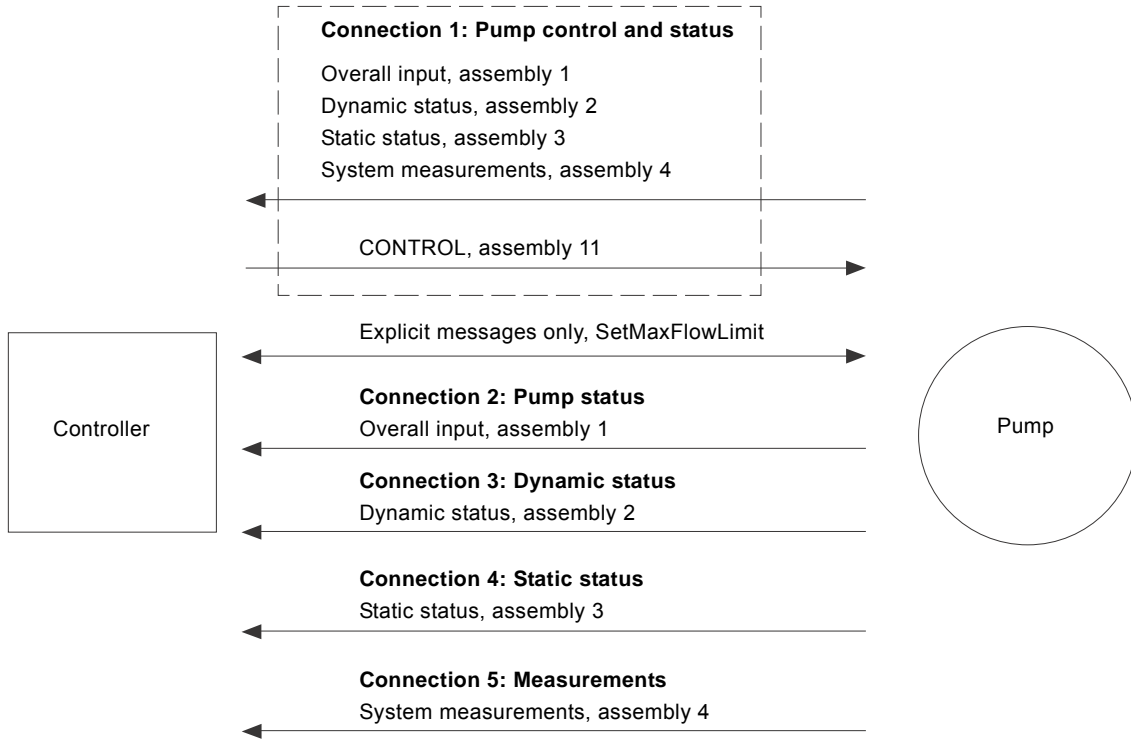 Connection 1: Pump control and status
Overall input, assembly 1
Dynamic status, assembly 2
Static status, assembly 3
System measurements, assembly 4
CONTROL, assembly 11
Explicit messages only, SetMaxFlowLimit
Controller
Pump
Connection 2: Pump status
Overall input, assembly 1
Connection 3: Dynamic status
Dynamic status, assembly 2
Connection 4: Static status
Static status, assembly 3
Connection 5: Measurements
System measurements, assembly 4